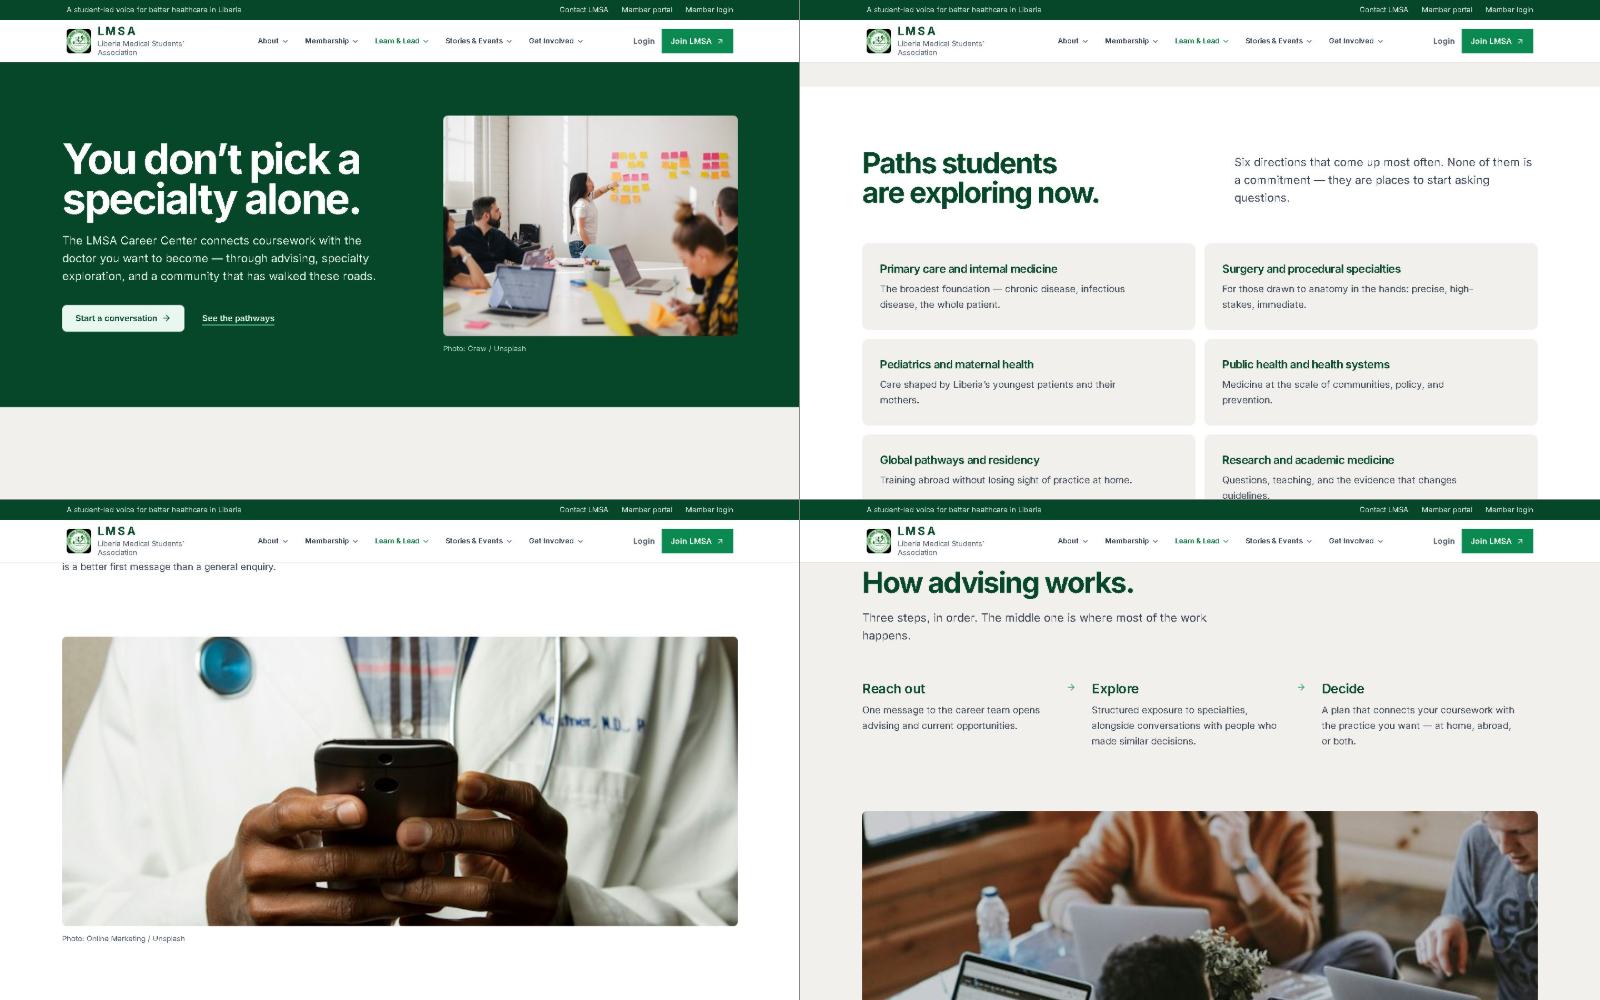 A student-led voice for better healthcare in Liberia
Contact LMSA Member portal Member login
LMSA
Liberia Medical Students'
Association
About Membership Learn & Lead Stories & Events Get Involved
Login Join LMSA
You don't pick a
specialty alone.
The LMSA Career Center connects coursework with the
doctor you want to become — through advising, specialty
exploration, and a community that has walked these roads.
Start a conversation See the pathways
Photo: Crew / Unsplash
A student-led voice for better healthcare in Liberia
Contact LMSA Member portal Member login
LMSA
Liberia Medical Students'
Association
About Membership Learn & Lead Stories & Events Get Involved
Login Join LMSA
Paths students
are exploring now.
Six directions that come up most often. None of them is
a commitment — they are places to start asking
questions.
Primary care and internal medicine
The broadest foundation — chronic disease, infectious
disease, the whole patient.
Surgery and procedural specialties
For those drawn to anatomy in the hands: precise, high-
stakes, immediate.
Pediatrics and maternal health
Care shaped by Liberia's youngest patients and their
mothers.
Public health and health systems
Medicine at the scale of communities, policy, and
prevention.
Global pathways and residency
Training abroad without losing sight of practice at home.
Research and academic medicine
Questions, teaching, and the evidence that changes
guidelines.
A student-led voice for better healthcare in Liberia
Contact LMSA Member portal Member login
LMSA
Liberia Medical Students'
Association
About Membership Learn & Lead Stories & Events Get Involved
Login Join LMSA
is a better first message than a general enquiry.
Photo: Online Marketing / Unsplash
A student-led voice for better healthcare in Liberia
Contact LMSA Member portal Member login
LMSA
Liberia Medical Students'
Association
About Membership Learn & Lead Stories & Events Get Involved
Login Join LMSA
How advising works.
Three steps, in order. The middle one is where most of the work
happens.
Reach out
One message to the career team opens
advising and current opportunities.
Explore
Structured exposure to specialties,
alongside conversations with people who
made similar decisions.
Decide
A plan that connects your coursework with
the practice you want — at home, abroad,
or both.